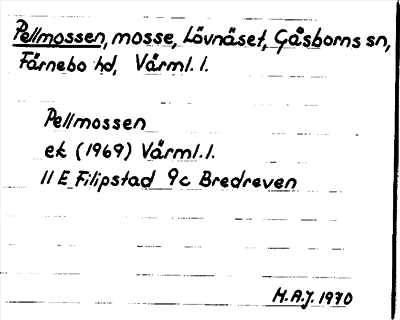 Pellmossen, mosse, Lövnäset, Gåsborns sn,
Färnebo hd, Värml. l.
Pellmossen
ek (1969) Värml. l.
11 E Filipstad 9c Bredreven
H.A.J. 1970